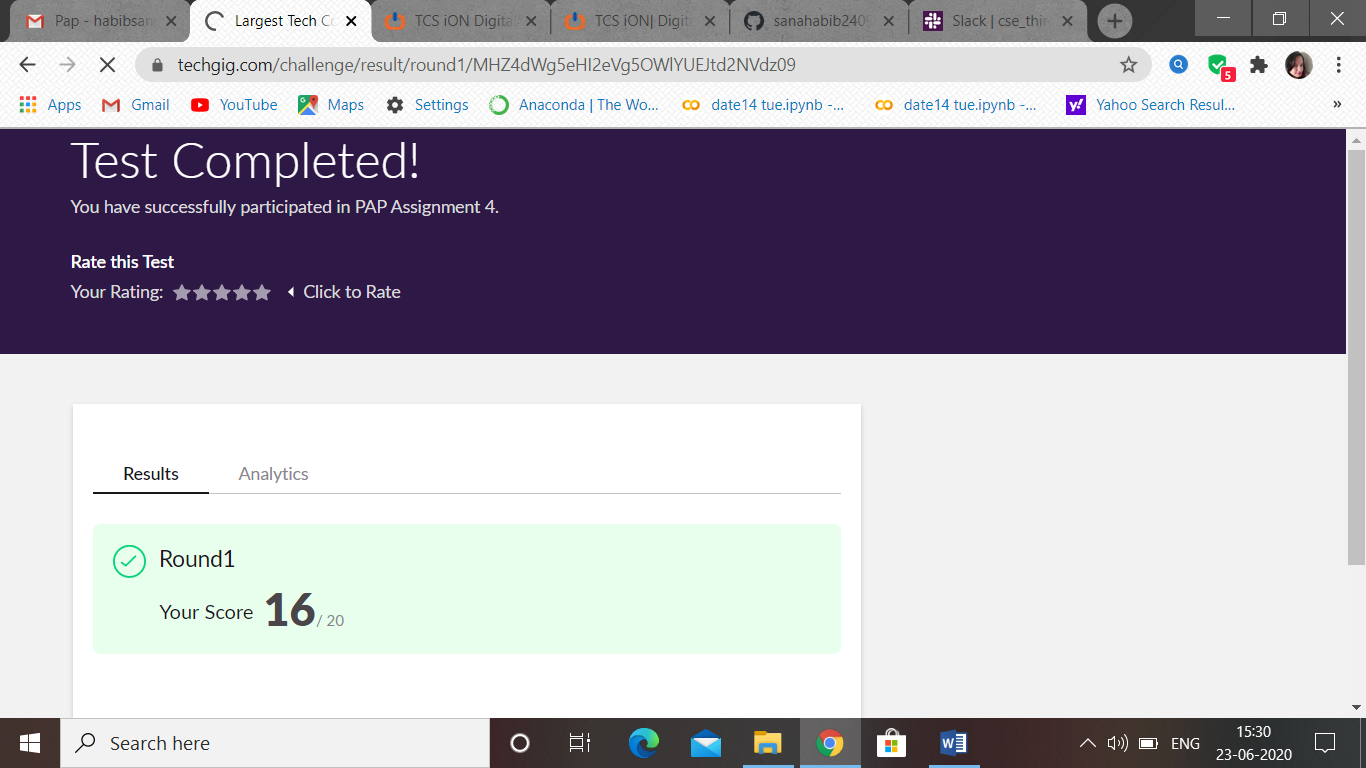 Pap - habibsan
Largest Tech Co
TCS iON Digita
TCS iON| Digit
sanahabib240
Slack | cse_thir
techgig.com/challenge/result/round1/MHZ4dWg5eHI2eVg5OWlYUEJtd2NVdz09
5
Apps
Gmail
YouTube
Maps
Settings
Anaconda | The Wo...
date14 tue.ipynb -...
date14 tue.ipynb -...
Yahoo Search Resul...
»
Test Completed!
You have successfully participated in PAP Assignment 4.
Rate this Test
Your Rating:
Click to Rate
Results
Analytics
Round1
Your Score 16 / 20
Search here
ENG
15:30
23-06-2020